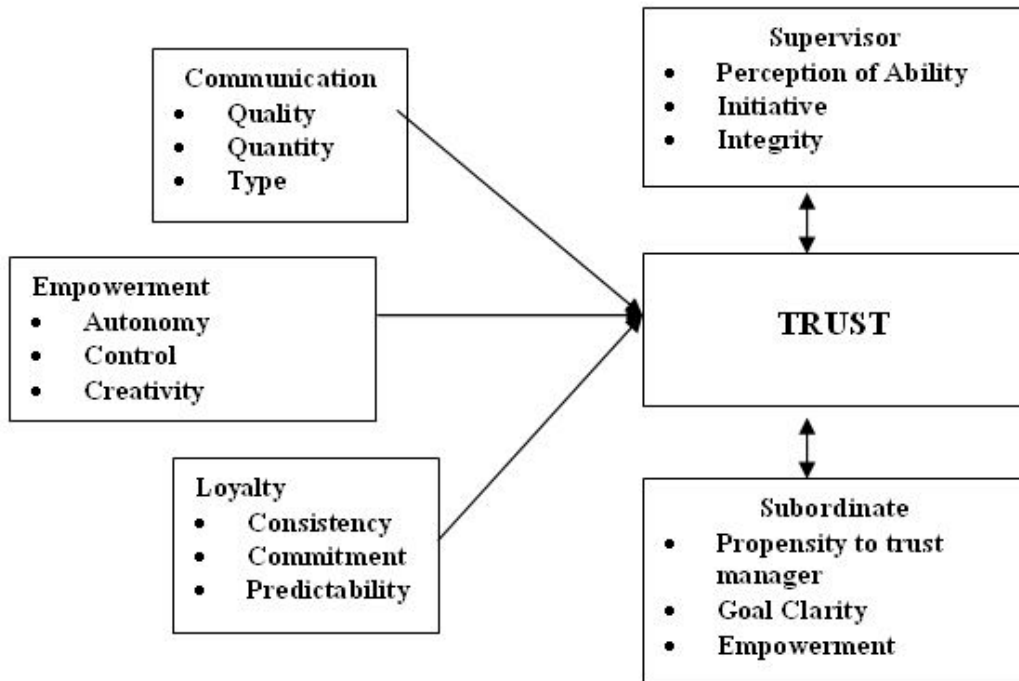 Communication
• Quality
• Quantity
• Type
Empowerment
• Autonomy
• Control
• Creativity
Loyalty
• Consistency
• Commitment
• Predictability
Supervisor
• Perception of Ability
• Initiative
• Integrity
TRUST
Subordinate
• Propensity to trust
manager
• Goal Clarity
• Empowerment